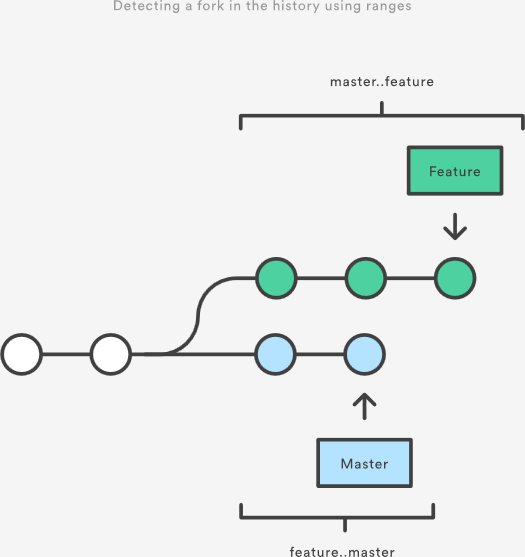 Detecting a fork in the history using ranges
master..feature
Feature
Master
feature..master